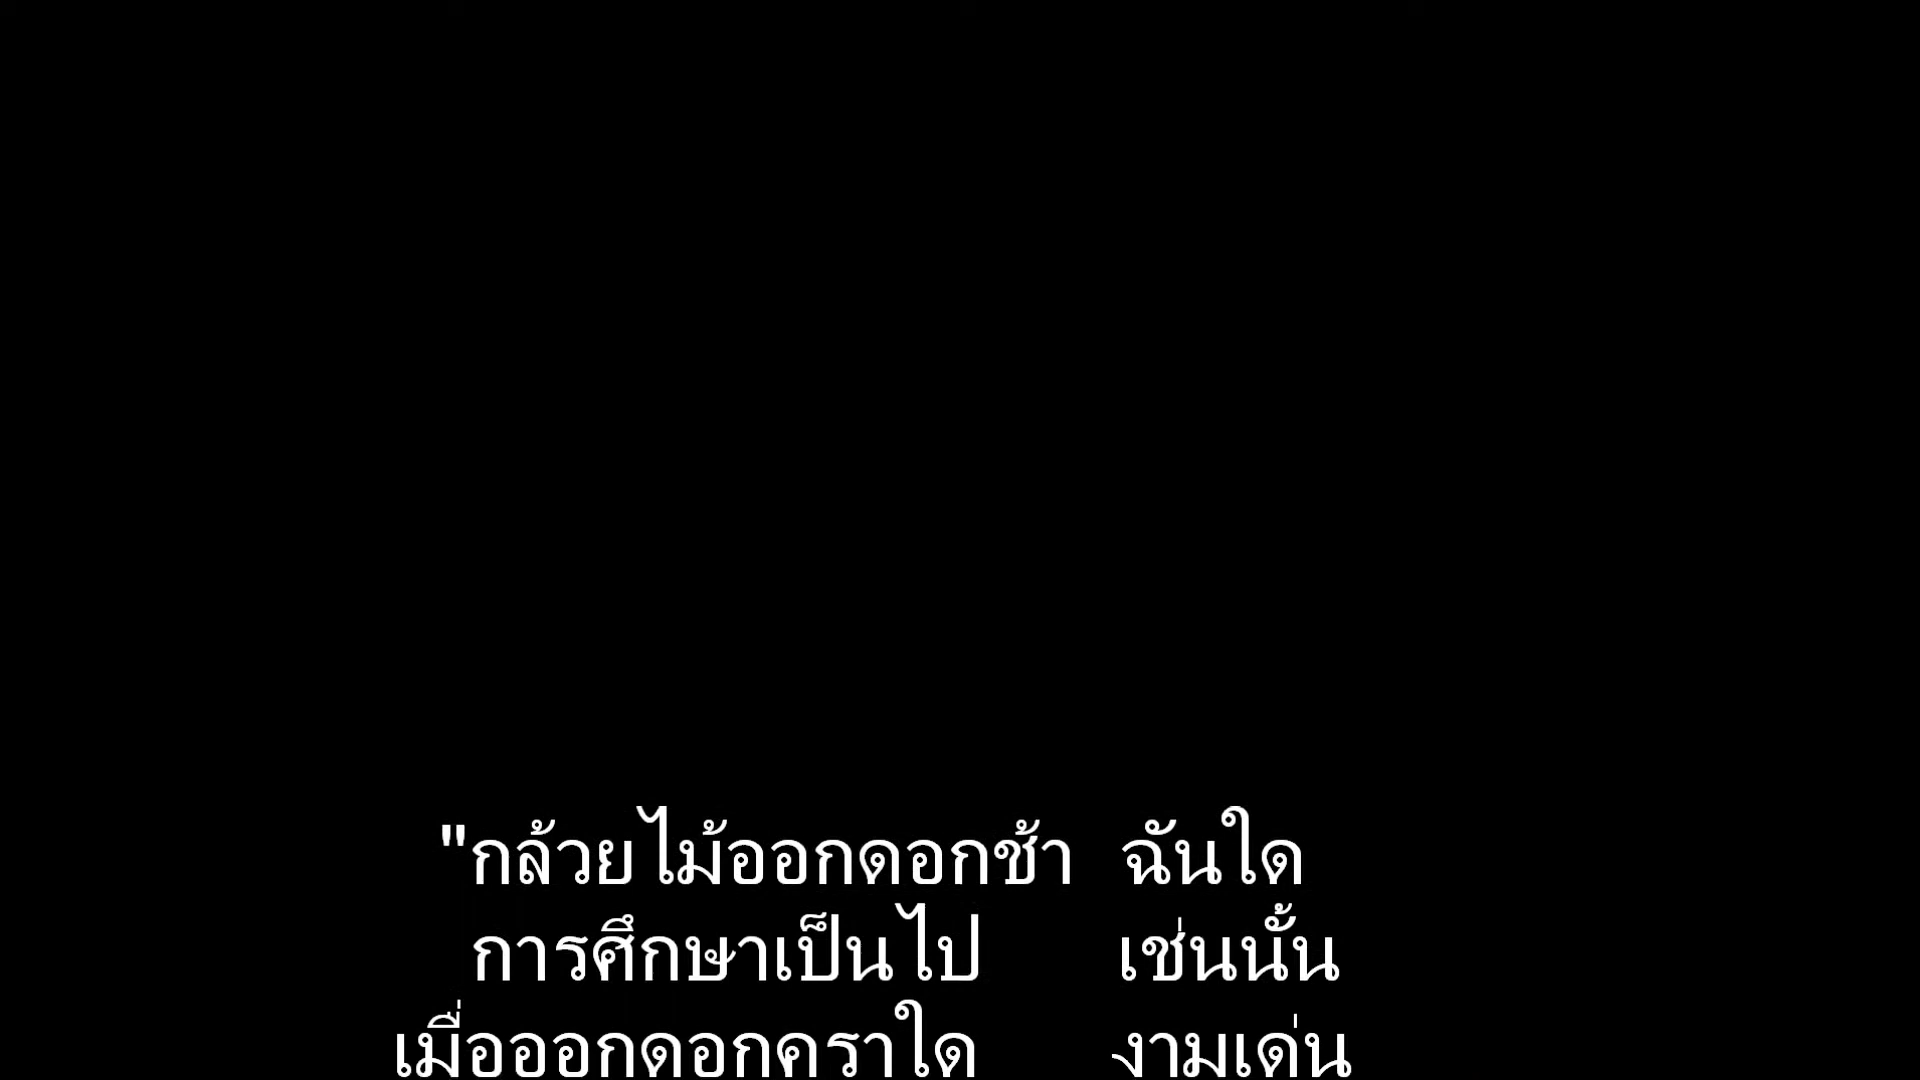 "กล้วยไม้ออกดอกช้า ฉันใด
การศึกษาเป็นไป เช่นนั้น
เมื่อออกดอกคราใด งามเด่น